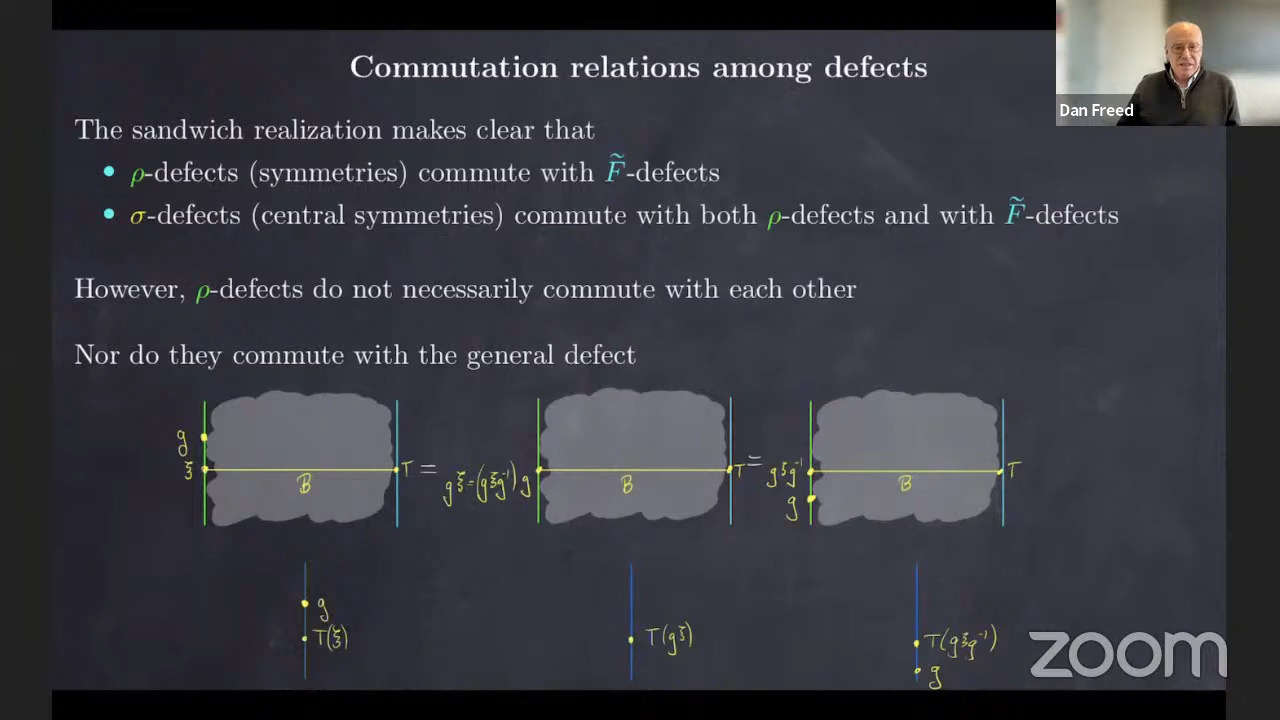 Commutation relations among defects
Dan Freed
The sandwich realization makes clear that
• ρ-defects (symmetries) commute with F̃-defects
• σ-defects (central symmetries) commute with both ρ-defects and with F̃-defects
However, ρ-defects do not necessarily commute with each other
Nor do they commute with the general defect
g
ξ B T = gξ=(gξg⁻¹)g B T = gξg⁻¹ B T
g
g
T(ξ) T(gξ) T(gξg⁻¹)
g
zoom